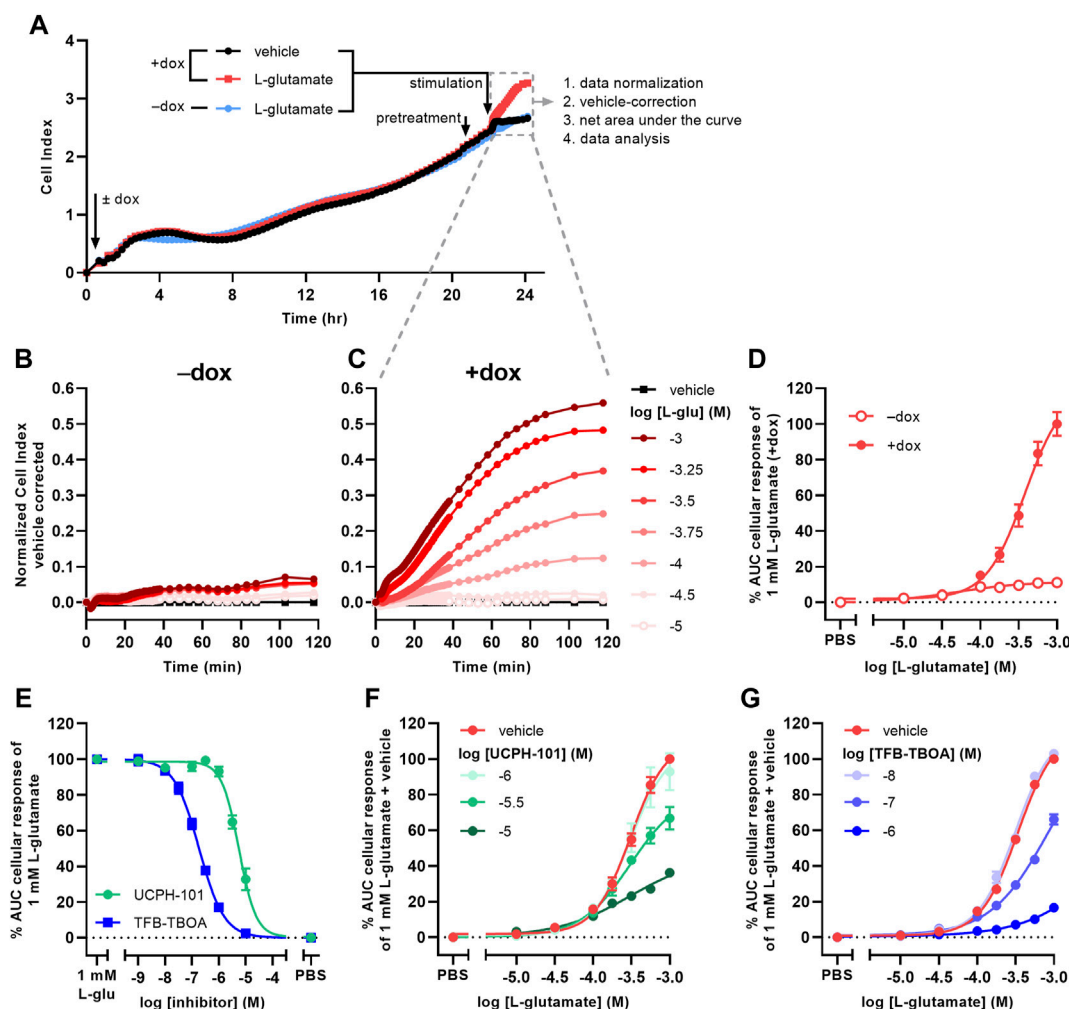 A
4
3
2
1
0
Cell Index
+dox
vehicle
L-glutamate
–dox
L-glutamate
stimulation
pretreatment
± dox
1. data normalization
2. vehicle-correction
3. net area under the curve
4. data analysis
0 4 8 12 16 20 24
Time (hr)
B
–dox
0.6
0.5
0.4
0.3
0.2
0.1
0.0
Normalized Cell Index
vehicle corrected
0 20 40 60 80 100 120
Time (min)
C
+dox
0.6
0.5
0.4
0.3
0.2
0.1
0.0
0 20 40 60 80 100 120
Time (min)
vehicle
log [L-glu] (M)
-3
-3.25
-3.5
-3.75
-4
-4.5
-5
D
120
100
80
60
40
20
0
% AUC cellular response of
1 mM L-glutamate (+dox)
–dox
+dox
PBS -5.0 -4.5 -4.0 -3.5 -3.0
log [L-glutamate] (M)
E
120
100
80
60
40
20
0
% AUC cellular response of
1 mM L-glutamate
UCPH-101
TFB-TBOA
1 mM
L-glu
-9 -8 -7 -6 -5 -4 PBS
log [inhibitor] (M)
F
120
100
80
60
40
20
0
% AUC cellular response
of 1 mM L-glutamate + vehicle
vehicle
log [UCPH-101] (M)
-6
-5.5
-5
PBS -5.0 -4.5 -4.0 -3.5 -3.0
log [L-glutamate] (M)
G
120
100
80
60
40
20
0
% AUC cellular response
of 1 mM L-glutamate + vehicle
vehicle
log [TFB-TBOA] (M)
-8
-7
-6
PBS -5.0 -4.5 -4.0 -3.5 -3.0
log [L-glutamate] (M)